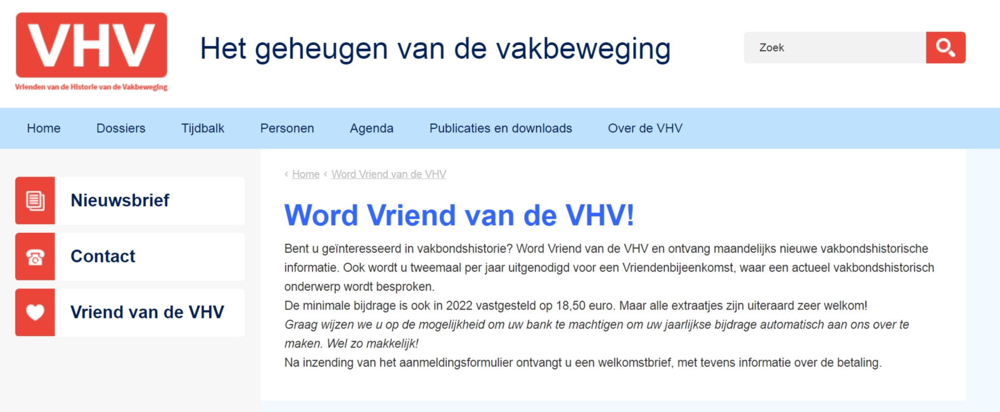 VHV
Vrienden van de Historie van de Vakbeweging
Het geheugen van de vakbeweging
Zoek
Home Dossiers Tijdbalk Personen Agenda Publicaties en downloads Over de VHV
Nieuwsbrief
Contact
Vriend van de VHV
‹ Home ‹ Word Vriend van de VHV
Word Vriend van de VHV!
Bent u geïnteresseerd in vakbondshistorie? Word Vriend van de VHV en ontvang maandelijks nieuwe vakbondshistorische
informatie. Ook wordt u tweemaal per jaar uitgenodigd voor een Vriendenbijeenkomst, waar een actueel vakbondshistorisch
onderwerp wordt besproken.
De minimale bijdrage is ook in 2022 vastgesteld op 18,50 euro. Maar alle extraatjes zijn uiteraard zeer welkom!
Graag wijzen we u op de mogelijkheid om uw bank te machtigen om uw jaarlijkse bijdrage automatisch aan ons over te
maken. Wel zo makkelijk!
Na inzending van het aanmeldingsformulier ontvangt u een welkomstbrief, met tevens informatie over de betaling.